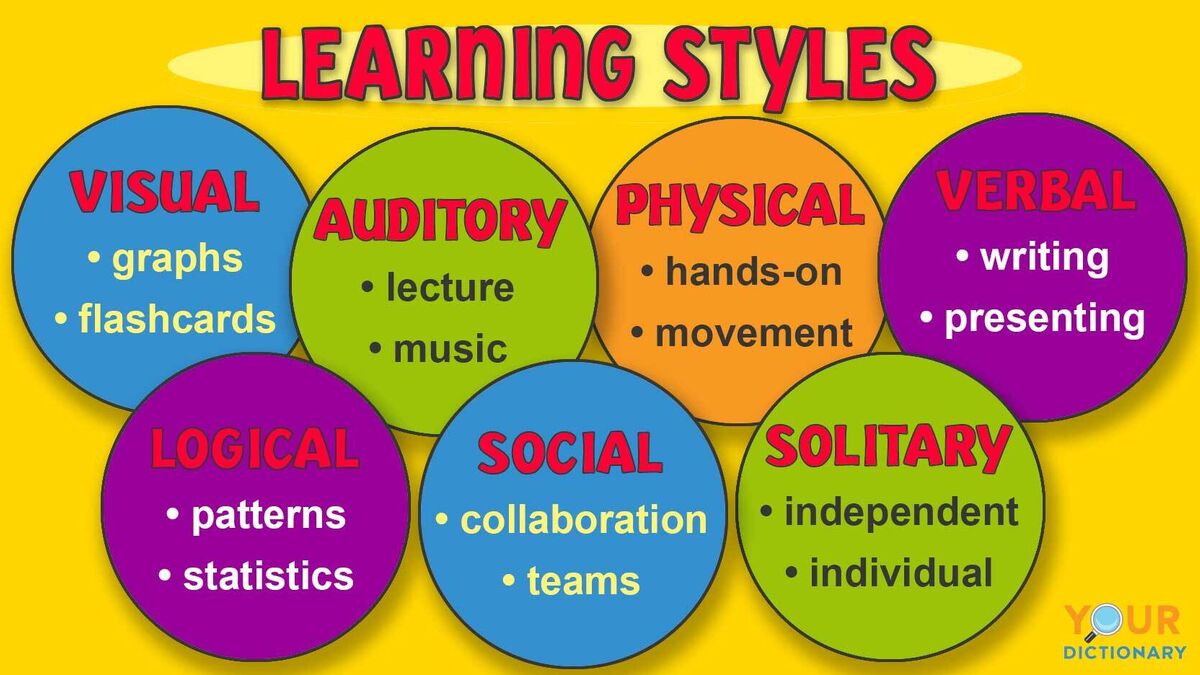 LEARNING STYLES
VISUAL
• graphs
• flashcards
AUDITORY
• lecture
• music
PHYSICAL
• hands-on
• movement
VERBAL
• writing
• presenting
LOGICAL
• patterns
• statistics
SOCIAL
• collaboration
• teams
SOLITARY
• independent
• individual
YOUR
DICTIONARY